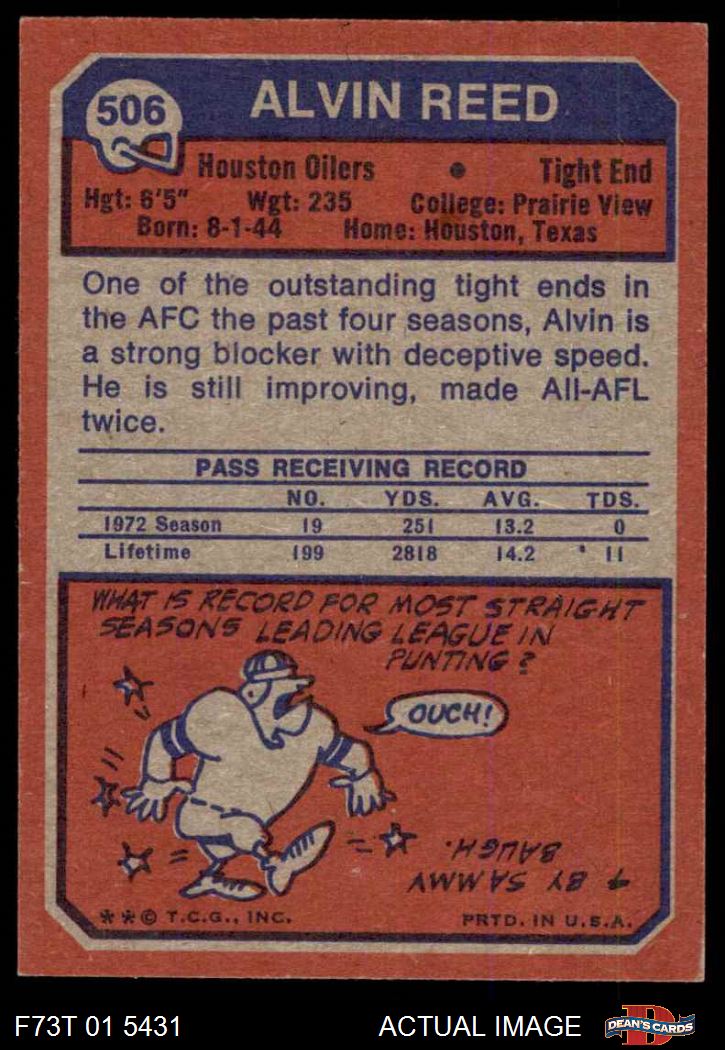 506
ALVIN REED
Houston Oilers • Tight End
Hgt: 6'5" Wgt: 235 College: Prairie View
Born: 8-1-44 Home: Houston, Texas
One of the outstanding tight ends in
the AFC the past four seasons, Alvin is
a strong blocker with deceptive speed.
He is still improving, made All-AFL
twice.
PASS RECEIVING RECORD
NO. YDS. AVG. TDS.
1972 Season 19 251 13.2 0
Lifetime 199 2818 14.2 11
WHAT IS RECORD FOR MOST STRAIGHT
SEASONS LEADING LEAGUE IN
PUNTING?
OUCH!
4 BY SAMMY
BAUGH.
**© T.C.G., INC. PRTD. IN U.S.A.
F73T 01 5431 ACTUAL IMAGE
D
DEAN'S CARDS